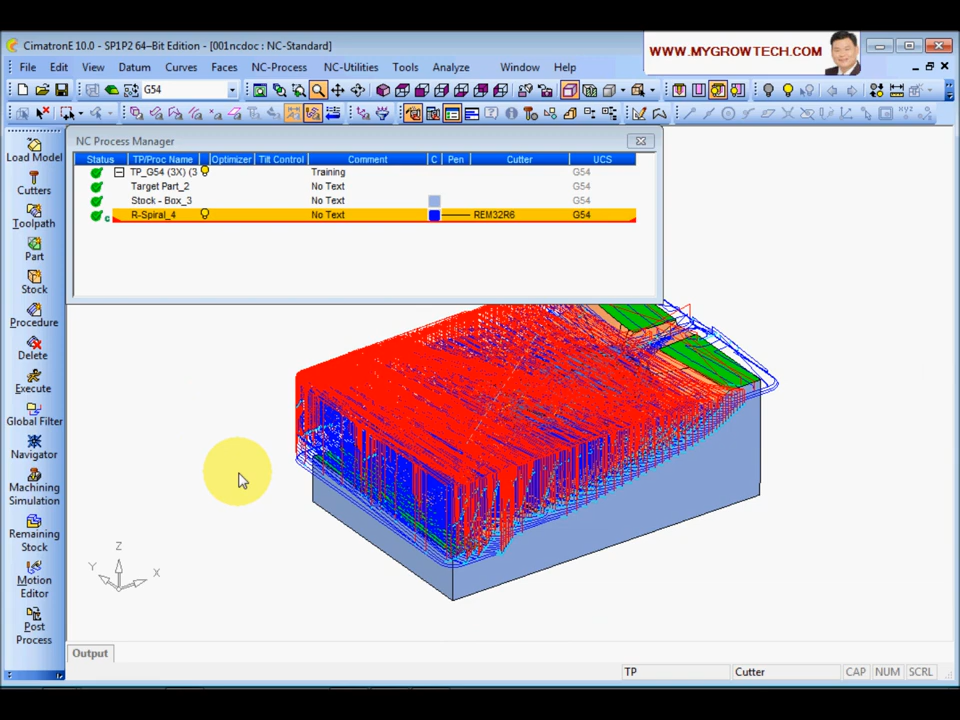 CimatronE 10.0 - SP1P2 64–Bit Edition - [001ncdoc : NC-Standard]
WWW.MYGROWTECH.COM
File Edit View Datum Curves Faces NC-Process NC-Utilities Tools Analyze Window Help
G54
NC Process Manager
Status TP/Proc Name Optimizer Tilt Control Comment C Pen Cutter UCS
TP_G54 (3X) (3 Training G54
Target Part_2 No Text G54
Stock - Box_3 No Text G54
c R-Spiral_4 No Text REM32R6 G54
Load Model
Cutters
Toolpath
Part
Stock
Procedure
Delete
Execute
Global Filter
Navigator
Machining
Simulation
Remaining
Stock
Motion
Editor
Post
Process
Z
Y
X
Output
TP Cutter CAP NUM SCRL